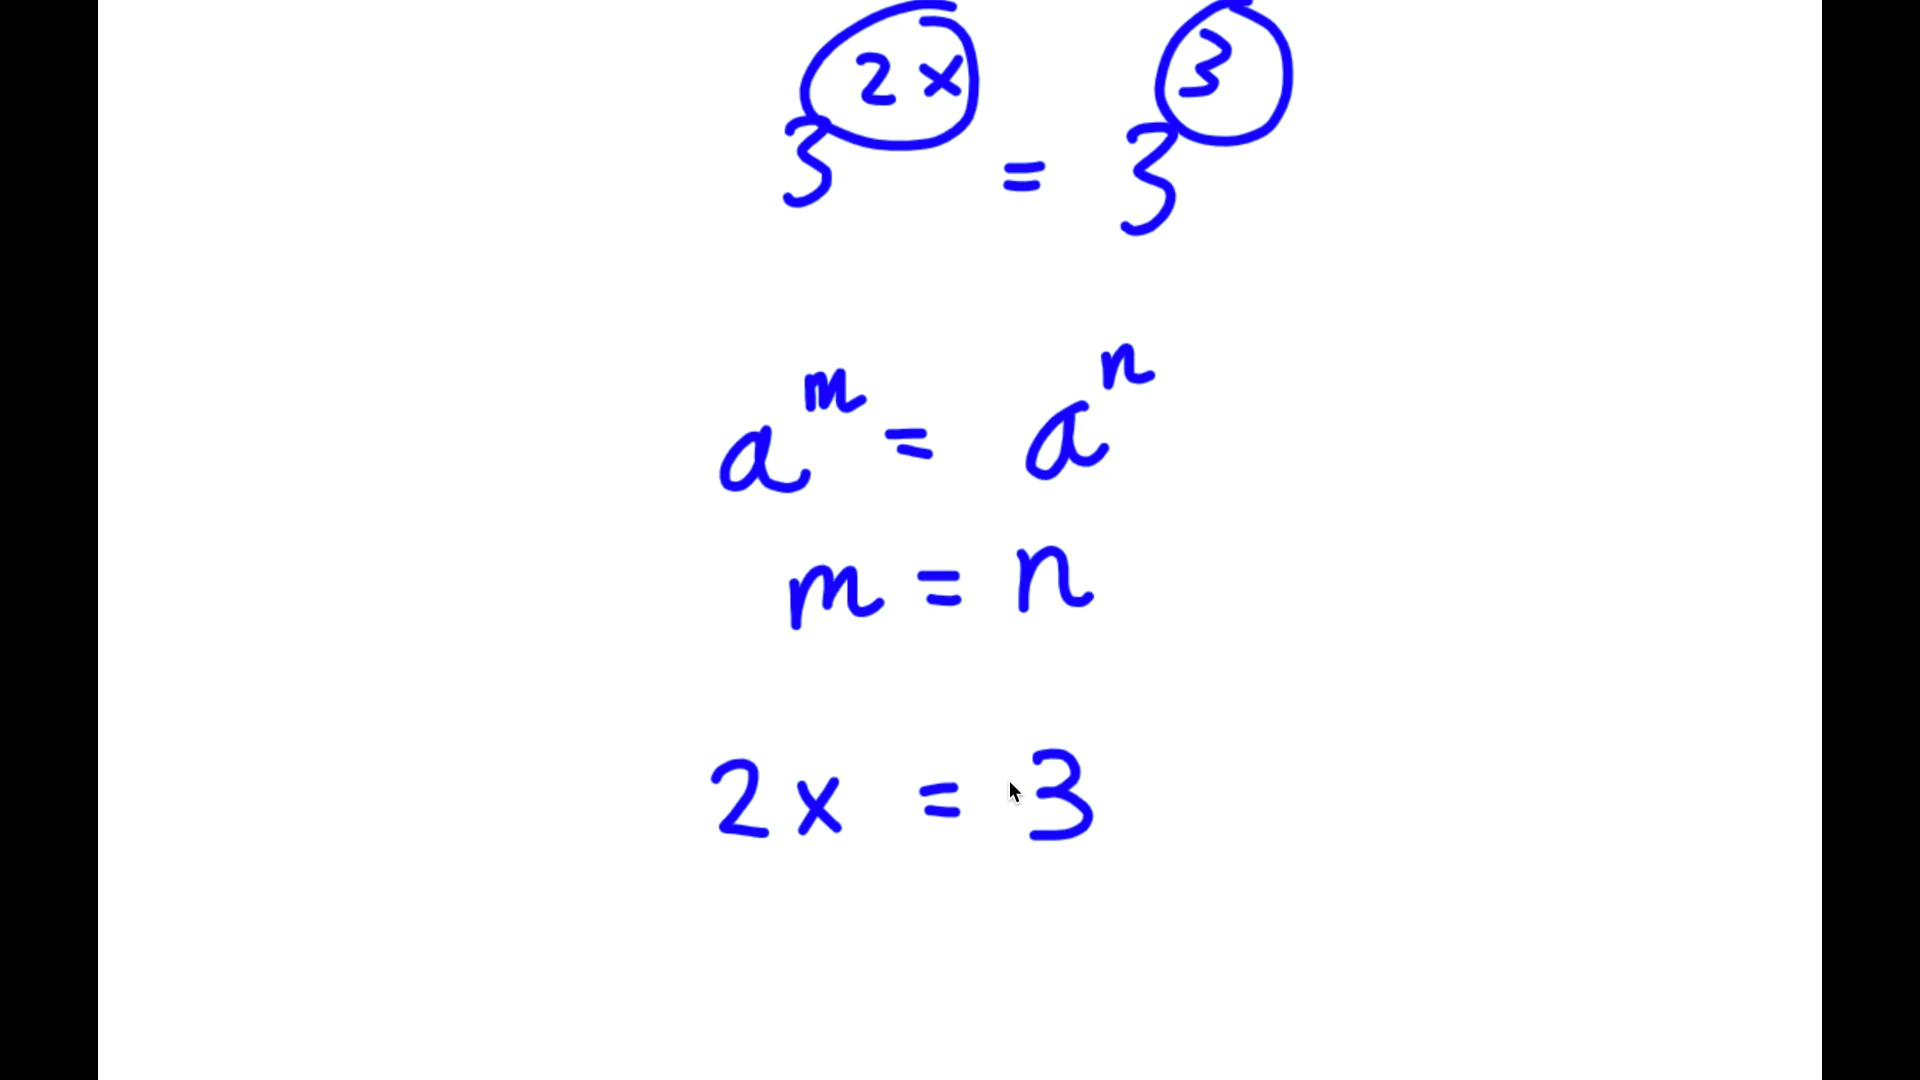 3^{2x} = 3^{3}
a^{m} = a^{n}
m = n
2x = 3